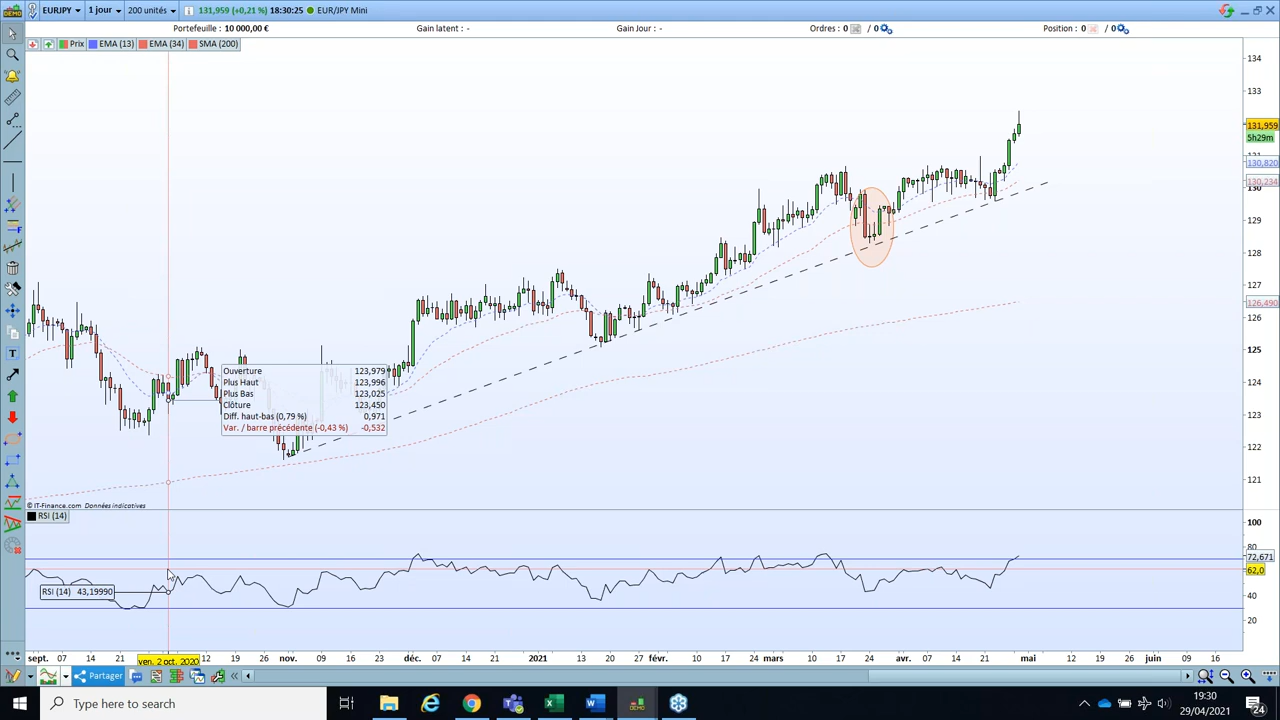 DEMO EURJPY 1 jour 200 unités 131,959 (+0,21 %) 18:30:25 EUR/JPY Mini
Portefeuille : 10 000,00 € Gain latent : - Gain Jour : - Ordres : 0 / 0 Position : 0 / 0
Prix EMA (13) EMA (34) SMA (200)
134
133
131,959
5h29m
131
130,820
130,234
130
129
128
127
126,490
126
125
124
123
122
121
Ouverture 123,979
Plus Haut 123,996
Plus Bas 123,025
Clôture 123,450
Diff. haut-bas (0,79 %) 0,971
Var. / barre précédente (-0,43 %) -0,532
© IT-Finance.com Données indicatives
RSI (14)
100
80
72,671
62,0
40
20
RSI (14) 43,19990
sept. 07 14 21 ven. 2 oct. 2020 12 19 26 nov. 09 16 23 déc. 07 14 21 2021 13 20 27 févr. 08 15 22 mars 10 17 24 avr. 07 14 21 mai 12 19 26 juin 09 16
Partager
Type here to search
DEMO
19:30
29/04/2021
24